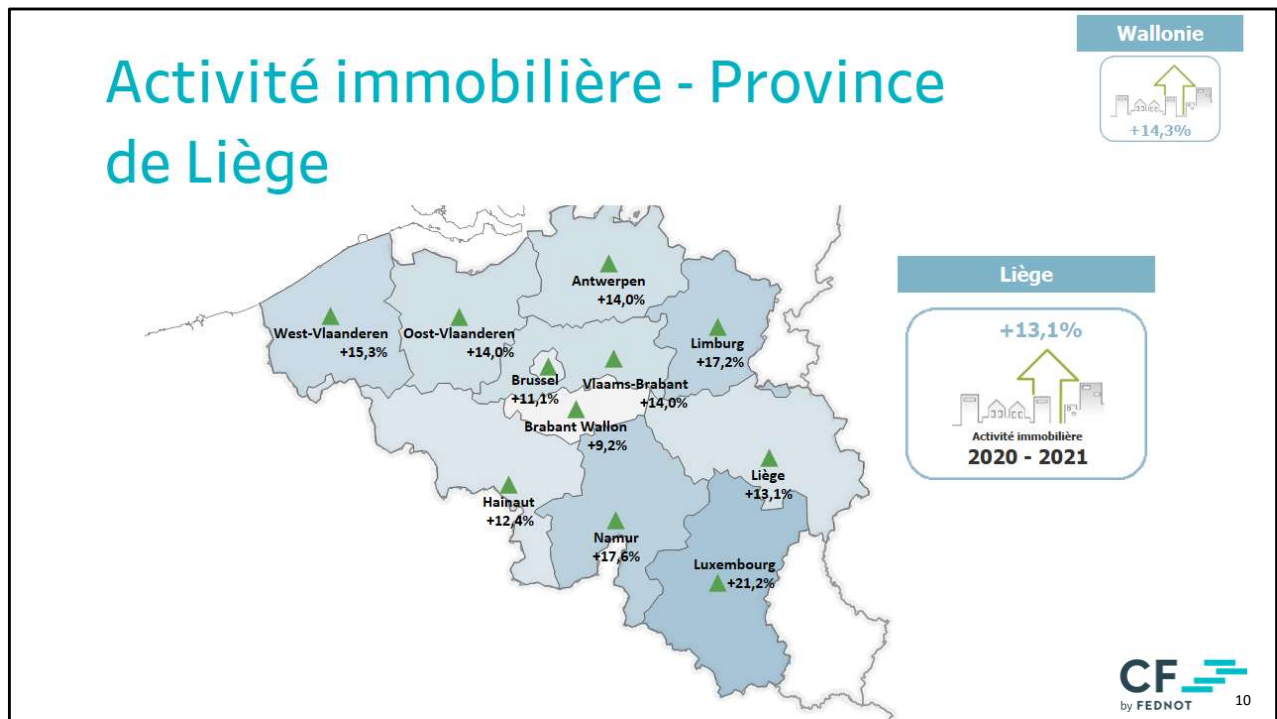 Activité immobilière - Province
de Liège
Wallonie
+14,3%
Antwerpen
+14,0%
West-Vlaanderen
+15,3%
Oost-Vlaanderen
+14,0%
Limburg
+17,2%
Brussel
+11,1%
Vlaams-Brabant
+14,0%
Brabant Wallon
+9,2%
Liège
+13,1%
Hainaut
+12,4%
Namur
+17,6%
Luxembourg
+21,2%
Liège
+13,1%
Activité immobilière
2020 - 2021
CF
by FEDNOT
10